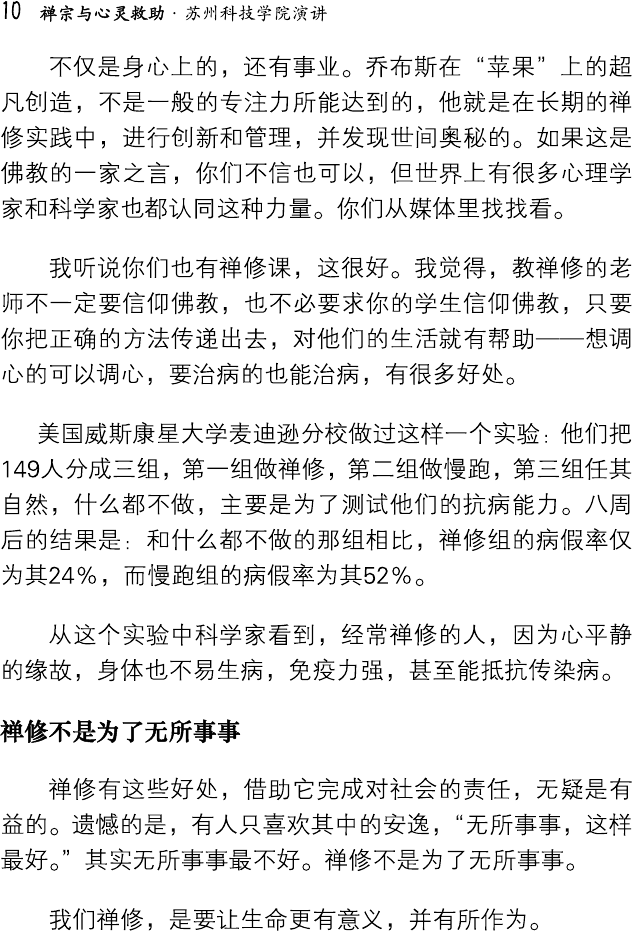 10 禅宗与心灵救助·苏州科技学院演讲
不仅是身心上的，还有事业。乔布斯在“苹果”上的超
凡创造，不是一般的专注力所能达到的，他就是在长期的禅
修实践中，进行创新和管理，并发现世间奥秘的。如果这是
佛教的一家之言，你们不信也可以，但世界上有很多心理学
家和科学家也都认同这种力量。你们从媒体里找找看。
我听说你们也有禅修课，这很好。我觉得，教禅修的老
师不一定要信仰佛教，也不必要求你的学生信仰佛教，只要
你把正确的方法传递出去，对他们的生活就有帮助——想调
心的可以调心，要治病的也能治病，有很多好处。
美国威斯康星大学麦迪逊分校做过这样一个实验：他们把
149人分成三组，第一组做禅修，第二组做慢跑，第三组任其
自然，什么都不做，主要是为了测试他们的抗病能力。八周
后的结果是：和什么都不做的那组相比，禅修组的病假率仅
为其24%，而慢跑组的病假率为其52%。
从这个实验中科学家看到，经常禅修的人，因为心平静
的缘故，身体也不易生病，免疫力强，甚至能抵抗传染病。
禅修不是为了无所事事
禅修有这些好处，借助它完成对社会的责任，无疑是有
益的。遗憾的是，有人只喜欢其中的安逸，“无所事事，这样
最好。”其实无所事事最不好。禅修不是为了无所事事。
我们禅修，是要让生命更有意义，并有所作为。